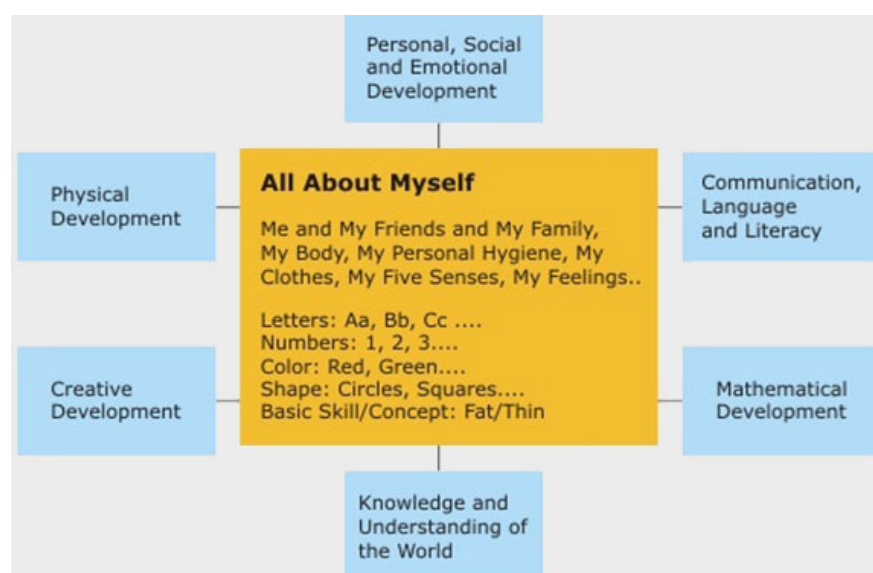 Personal, Social
and Emotional
Development
Physical
Development
All About Myself
Me and My Friends and My Family,
My Body, My Personal Hygiene, My
Clothes, My Five Senses, My Feelings..
Letters: Aa, Bb, Cc ....
Numbers: 1, 2, 3....
Color: Red, Green....
Shape: Circles, Squares....
Basic Skill/Concept: Fat/Thin
Communication,
Language
and Literacy
Creative
Development
Mathematical
Development
Knowledge and
Understanding of
the World